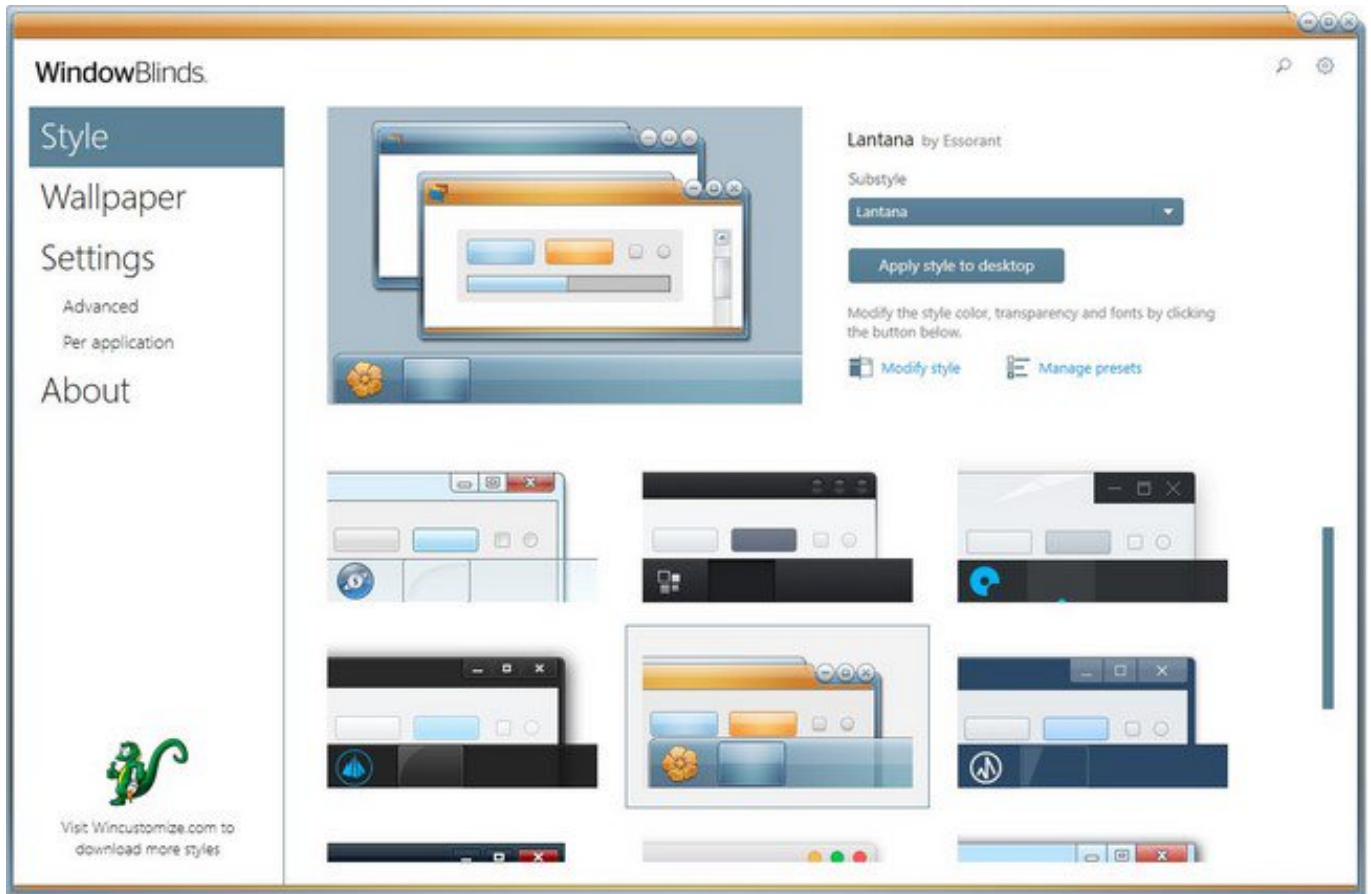 WindowBlinds.
Style
Wallpaper
Settings
Advanced
Per application
About
Visit Wincustomize.com to
download more styles
Lantana by Essorant
Substyle
Lantana
Apply style to desktop
Modify the style color, transparency and fonts by clicking
the button below.
Modify style
Manage presets